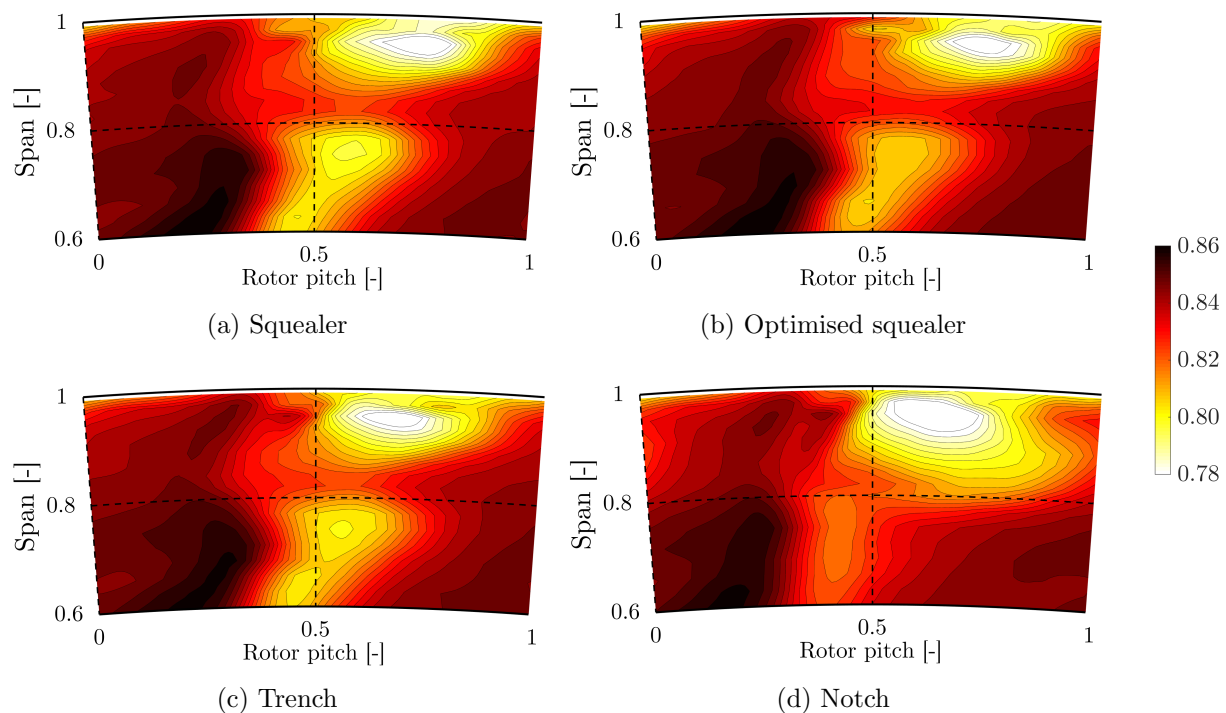 1
Span [-]
0.8
0.6
0
0.5
1
Rotor pitch [-]
(a) Squealer
1
Span [-]
0.8
0.6
0
0.5
1
Rotor pitch [-]
(b) Optimised squealer
1
Span [-]
0.8
0.6
0
0.5
1
Rotor pitch [-]
(c) Trench
1
Span [-]
0.8
0.6
0
0.5
1
Rotor pitch [-]
(d) Notch
0.86
0.84
0.82
0.80
0.78